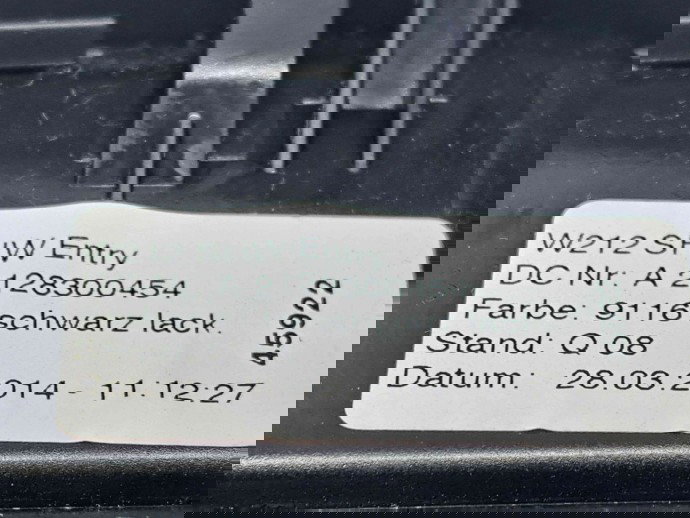 W212 SHW Entry
DC Nr. A 2128300454
Farbe: 9116 schwarz lack.
Stand: Q 08
Datum: 28.03.2014 - 11:12:27
45922